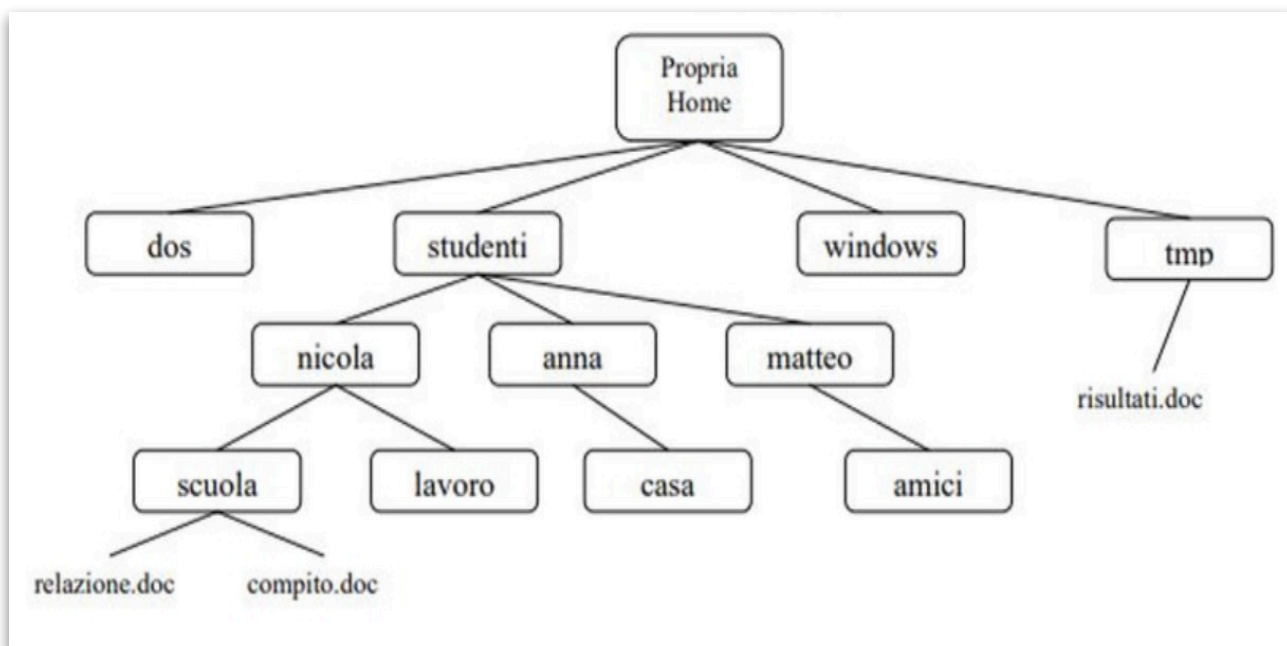 Propria
Home
dos
studenti
windows
tmp
nicola
anna
matteo
risultati.doc
scuola
lavoro
casa
amici
relazione.doc
compito.doc